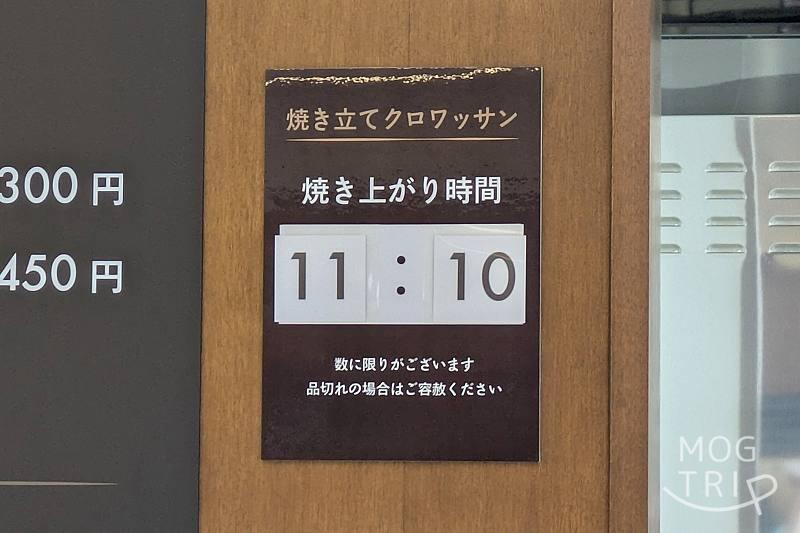 300 円
450 円
焼き立てクロワッサン
焼き上がり時間
11 : 10
数に限りがございます
品切れの場合はご容赦ください
MOG
TRIP